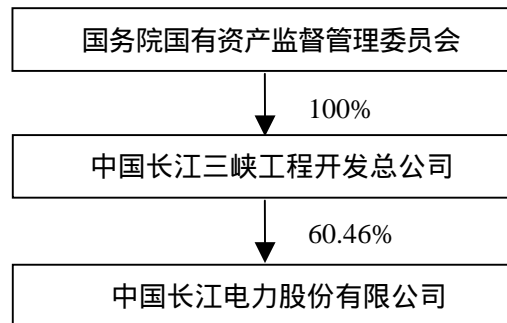 国务院国有资产监督管理委员会
100%
中国长江三峡工程开发总公司
60.46%
中国长江电力股份有限公司